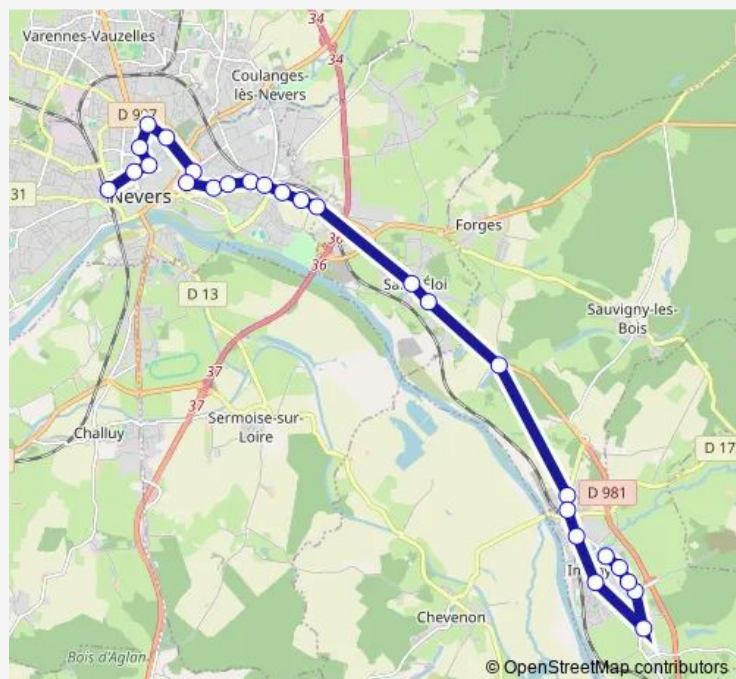 34
Varennes-Vauzelles
34
Coulanges-
lès-Nevers
D 907
31
Nevers
Forges
36
36
D 13
Sauvigny-les-
Bois
37
37
Sermoise-sur-
Loire
Challuy
D 981
Chevenon
Bois d'Aglan
© OpenStreetMap contributors